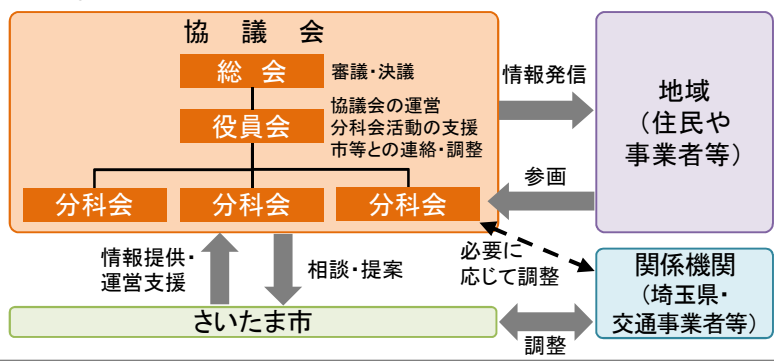 協議会
総会
審議・決議
役員会
協議会の運営
分科会活動の支援
市等との連絡・調整
分科会
分科会
分科会
情報発信
参画
地域
（住民や
事業者等）
情報提供・
運営支援
相談・提案
必要に
応じて調整
関係機関
（埼玉県・
交通事業者等）
さいたま市
調整